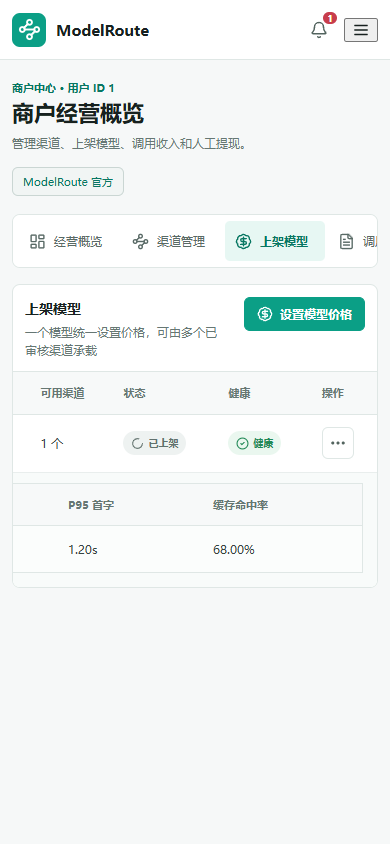 ModelRoute
1
商户中心 • 用户 ID 1
商户经营概览
管理渠道、上架模型、调用收入和人工提现。
ModelRoute 官方
经营概览 渠道管理 上架模型 调
上架模型
设置模型价格
一个模型统一设置价格，可由多个已
审核渠道承载
可用渠道 状态 健康 操作
1 个 已上架 健康
P95 首字 缓存命中率
1.20s 68.00%